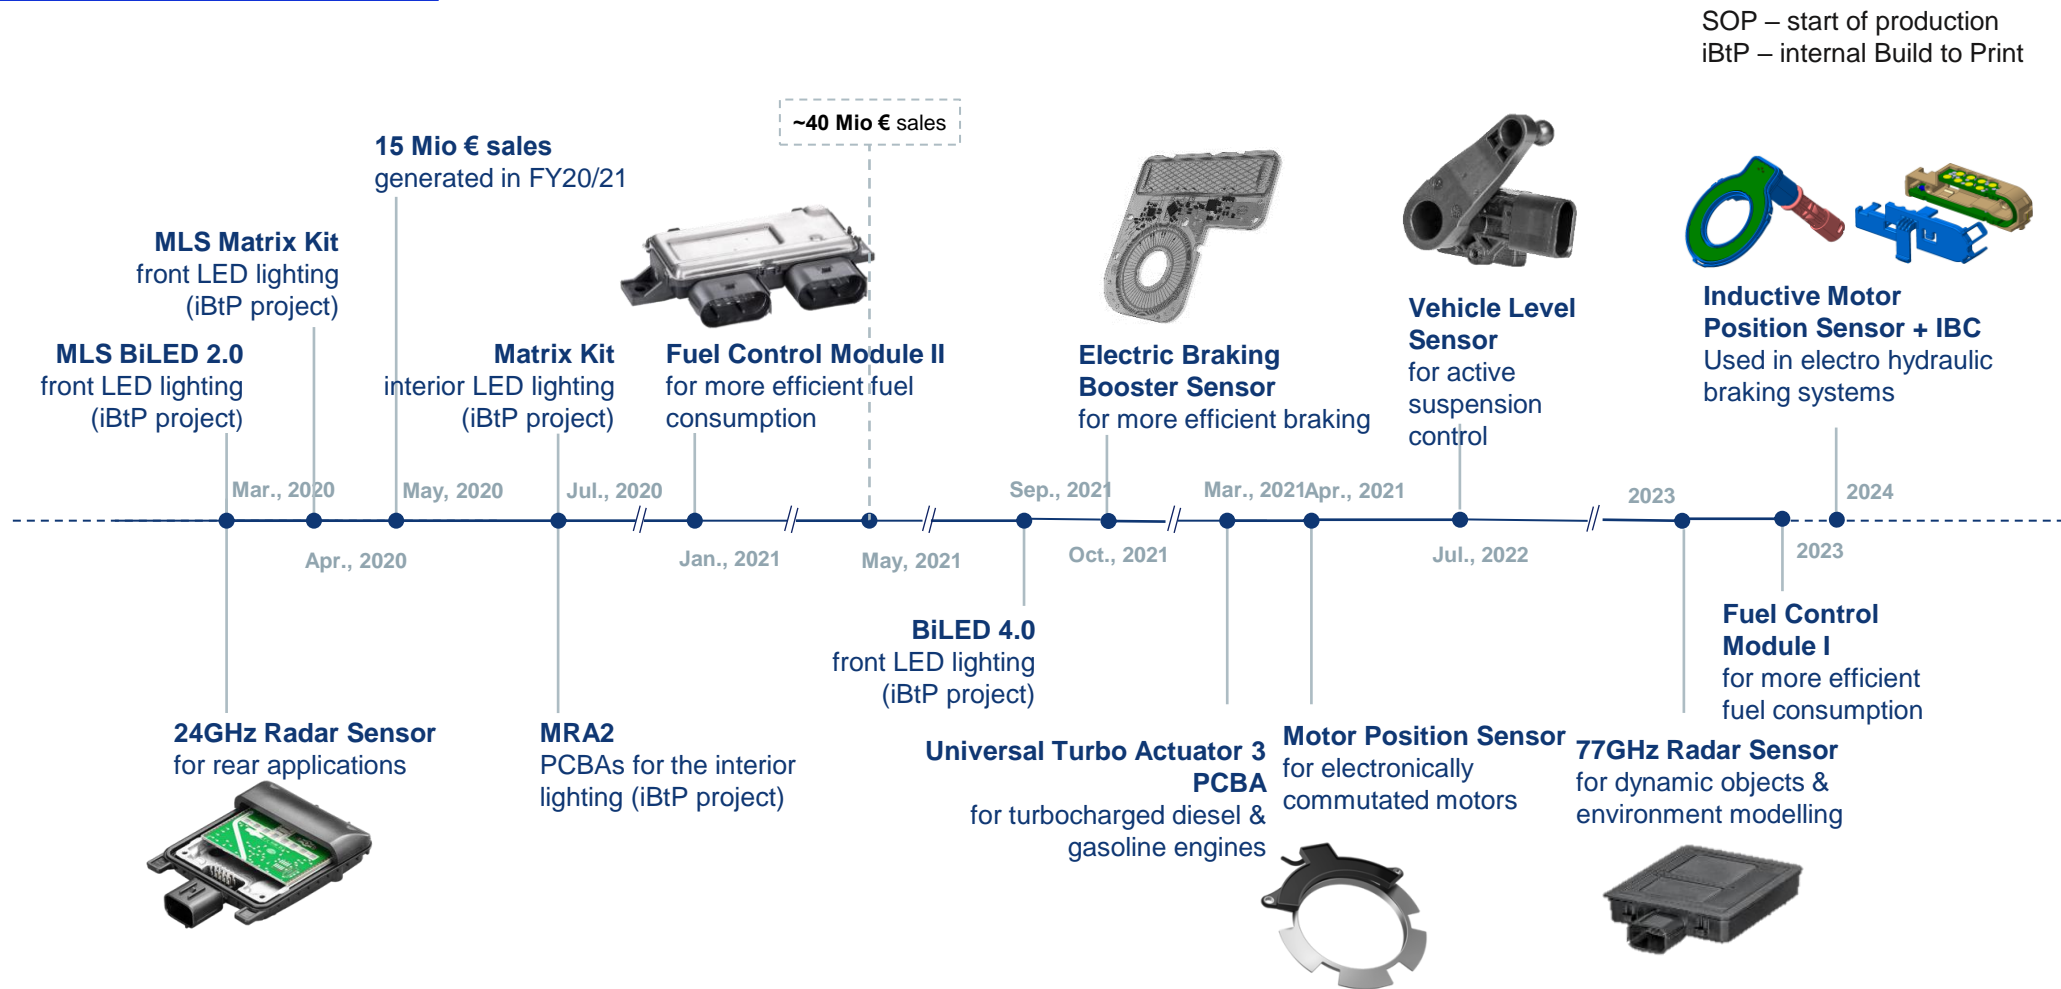 SOP – start of production
iBtP – internal Build to Print
~40 Mio € sales
15 Mio € sales
generated in FY20/21
MLS Matrix Kit
front LED lighting
(iBtP project)
MLS BiLED 2.0
front LED lighting
(iBtP project)
Matrix Kit
interior LED lighting
(iBtP project)
Fuel Control Module II
for more efficient fuel
consumption
Electric Braking
Booster Sensor
for more efficient braking
Vehicle Level
Sensor
for active
suspension
control
Inductive Motor
Position Sensor + IBC
Used in electro hydraulic
braking systems
Mar., 2020
May, 2020
Jul., 2020
Sep., 2021
Mar., 2021
Apr., 2021
2023
2024
Apr., 2020
Jan., 2021
May, 2021
Oct., 2021
Jul., 2022
2023
24GHz Radar Sensor
for rear applications
MRA2
PCBAs for the interior
lighting (iBtP project)
BiLED 4.0
front LED lighting
(iBtP project)
Universal Turbo Actuator 3
PCBA
for turbocharged diesel &
gasoline engines
Motor Position Sensor
for electronically
commutated motors
77GHz Radar Sensor
for dynamic objects &
environment modelling
Fuel Control
Module I
for more efficient
fuel consumption